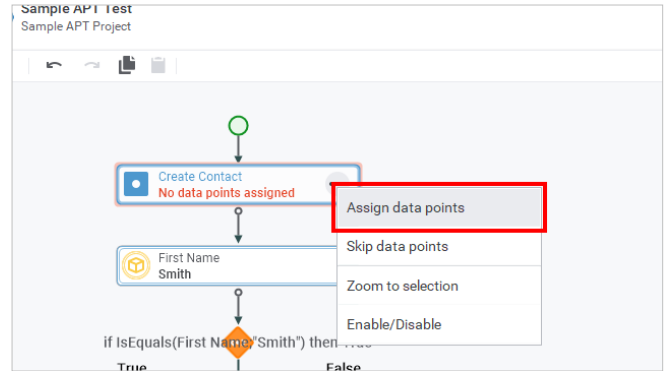 Sample APT Test
Sample APT Project
Create Contact
No data points assigned
Assign data points
Skip data points
First Name
Smith
Zoom to selection
Enable/Disable
if IsEquals(First Name;"Smith") then True
True
False